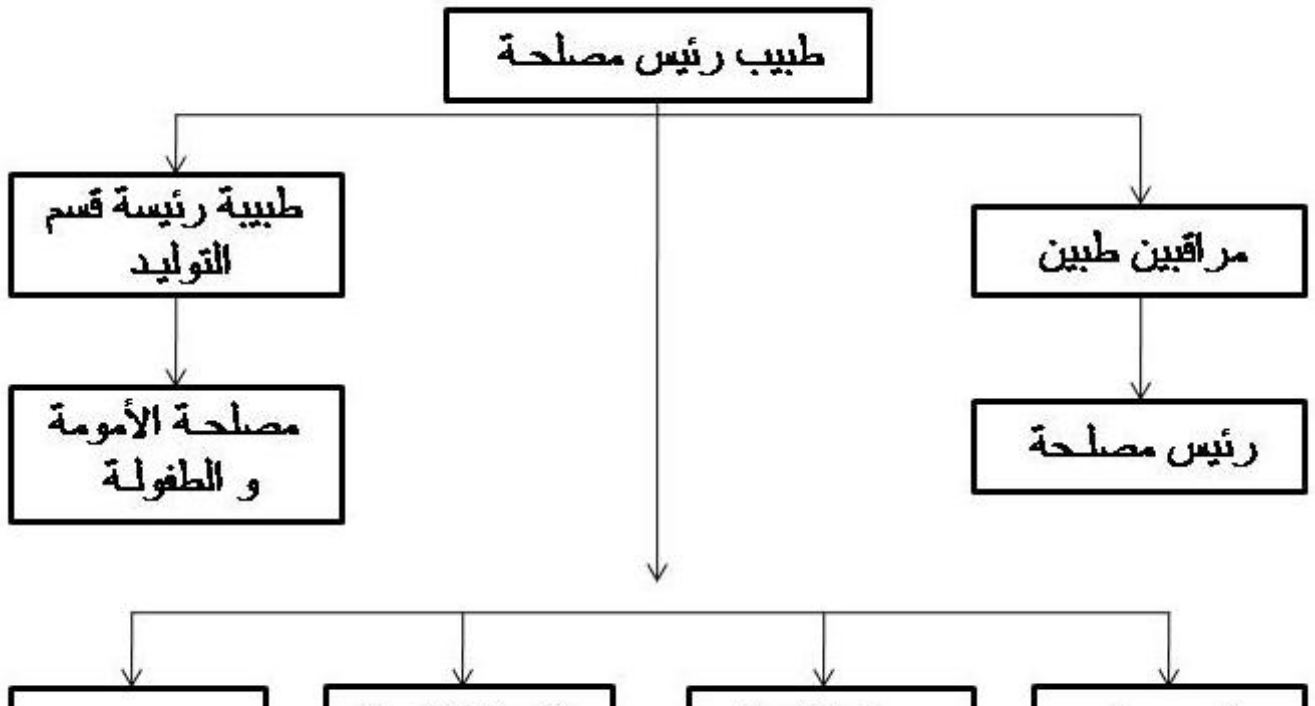 طبيب رئيس مصلحة
مراقبين طبين
طبيبة رئيسة قسم
التوليد
رئيس مصلحة
مصلحة الأمومة
و الطفولة